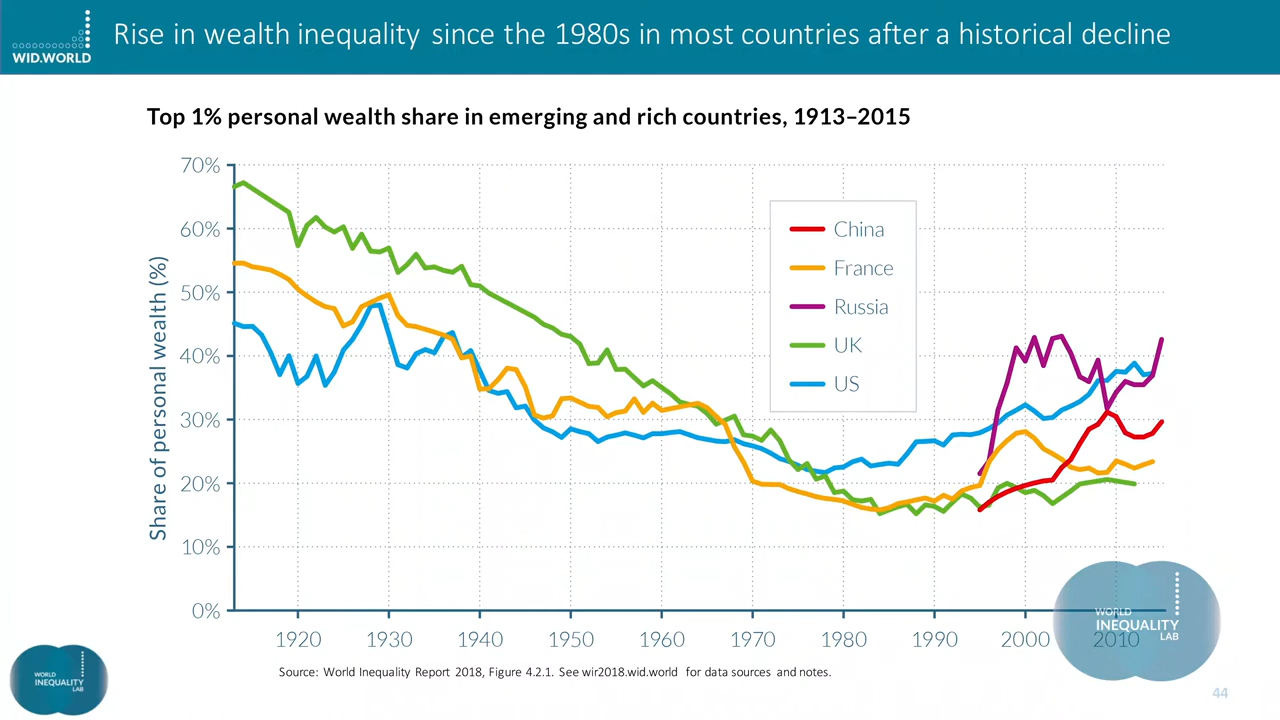 Rise in wealth inequality since the 1980s in most countries after a historical decline
WID.WORLD
Top 1% personal wealth share in emerging and rich countries, 1913–2015
Share of personal wealth (%)
70%
60%
50%
40%
30%
20%
10%
0%
China
France
Russia
UK
US
1920 1930 1940 1950 1960 1970 1980 1990 2000 2010
WORLD
INEQUALITY
LAB
Source: World Inequality Report 2018, Figure 4.2.1. See wir2018.wid.world for data sources and notes.
WORLD
INEQUALITY
LAB
44